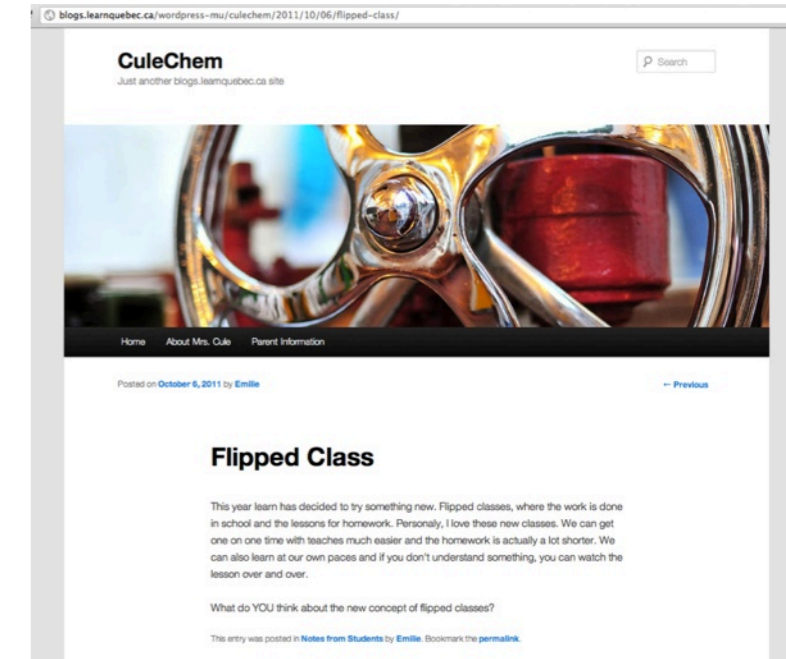 blogs.learnquebec.ca/wordpress-mu/culechem/2011/10/06/flipped-class/
CuleChem
Just another blogs.learnquebec.ca site
Search
Home About Mrs. Cule Parent Information
Posted on October 6, 2011 by Emilie
← Previous
Flipped Class
This year learn has decided to try something new. Flipped classes, where the work is done
in school and the lessons for homework. Personaly, I love these new classes. We can get
one on one time with teaches much easier and the homework is actually a lot shorter. We
can also learn at our own paces and if you don't understand something, you can watch the
lesson over and over.
What do YOU think about the new concept of flipped classes?
This entry was posted in Notes from Students by Emilie. Bookmark the permalink.